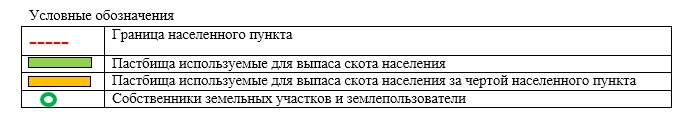 Условные обозначения
Граница населенного пункта
Пастбища используемые для выпаса скота населения
Пастбища используемые для выпаса скота населения за чертой населенного пункта
Собственники земельных участков и землепользователи